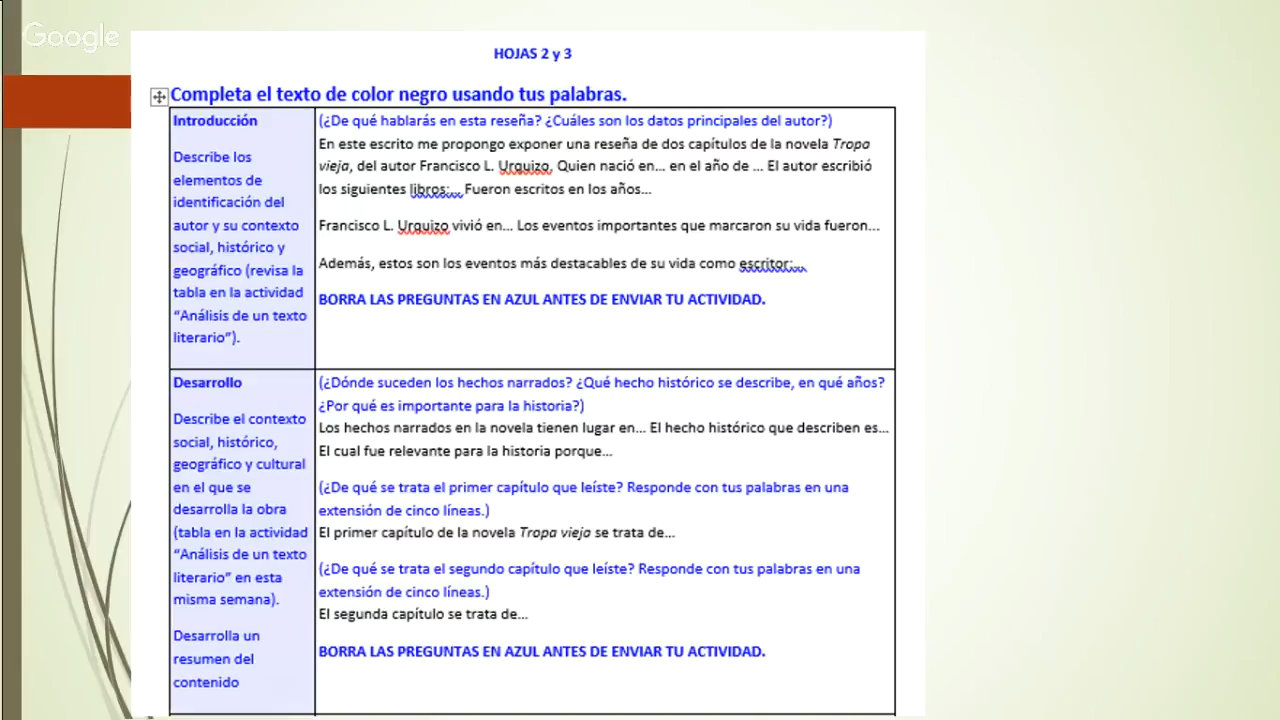 Google
HOJAS 2 y 3
Completa el texto de color negro usando tus palabras.
Introducción
Describe los
elementos de
identificación del
autor y su contexto
social, histórico y
geográfico (revisa la
tabla en la actividad
“Análisis de un texto
literario”).
(¿De qué hablarás en esta reseña? ¿Cuáles son los datos principales del autor?)
En este escrito me propongo exponer una reseña de dos capítulos de la novela Tropa
vieja, del autor Francisco L. Urquizo. Quien nació en... en el año de ... El autor escribió
los siguientes libros:... Fueron escritos en los años...
Francisco L. Urquizo vivió en... Los eventos importantes que marcaron su vida fueron...
Además, estos son los eventos más destacables de su vida como escritor:...
BORRA LAS PREGUNTAS EN AZUL ANTES DE ENVIAR TU ACTIVIDAD.
Desarrollo
Describe el contexto
social, histórico,
geográfico y cultural
en el que se
desarrolla la obra
(tabla en la actividad
“Análisis de un texto
literario” en esta
misma semana).
Desarrolla un
resumen del
contenido
(¿Dónde suceden los hechos narrados? ¿Qué hecho histórico se describe, en qué años?
¿Por qué es importante para la historia?)
Los hechos narrados en la novela tienen lugar en... El hecho histórico que describen es...
El cual fue relevante para la historia porque...
(¿De qué se trata el primer capítulo que leíste? Responde con tus palabras en una
extensión de cinco líneas.)
El primer capítulo de la novela Tropa vieja se trata de...
(¿De qué se trata el segundo capítulo que leíste? Responde con tus palabras en una
extensión de cinco líneas.)
El segunda capítulo se trata de...
BORRA LAS PREGUNTAS EN AZUL ANTES DE ENVIAR TU ACTIVIDAD.